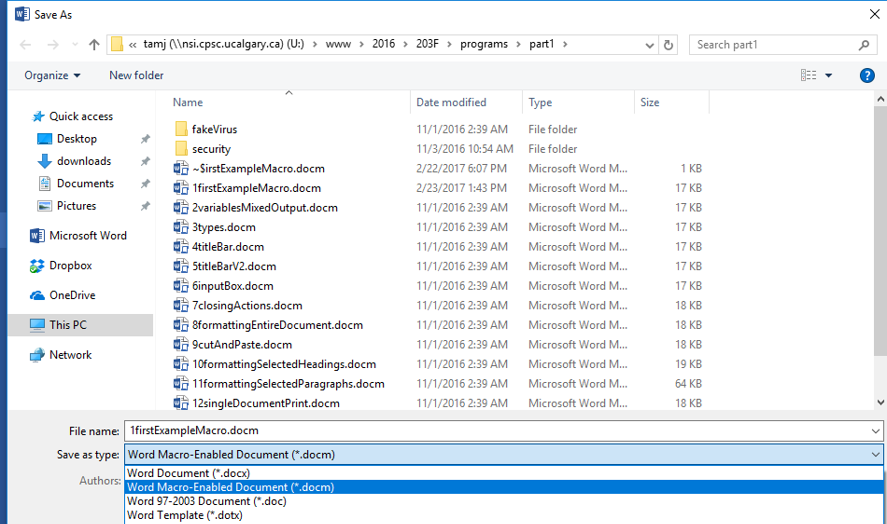 Save As
« tamj (\\nsi.cpsc.ucalgary.ca) (U:) > www > 2016 > 203F > programs > part1 > Search part1
Organize New folder ?
Name Date modified Type Size
Quick access
Desktop
downloads
Documents
Pictures
Microsoft Word
Dropbox
OneDrive
This PC
Network
fakeVirus 11/1/2016 2:39 AM File folder
security 11/3/2016 10:54 AM File folder
~$irstExampleMacro.docm 2/22/2017 6:07 PM Microsoft Word M... 1 KB
1firstExampleMacro.docm 2/23/2017 1:43 PM Microsoft Word M... 17 KB
2variablesMixedOutput.docm 11/1/2016 2:39 AM Microsoft Word M... 17 KB
3types.docm 11/1/2016 2:39 AM Microsoft Word M... 17 KB
4titleBar.docm 11/1/2016 2:39 AM Microsoft Word M... 17 KB
5titleBarV2.docm 11/1/2016 2:39 AM Microsoft Word M... 17 KB
6inputBox.docm 11/1/2016 2:39 AM Microsoft Word M... 17 KB
7closingActions.docm 11/1/2016 2:39 AM Microsoft Word M... 18 KB
8formattingEntireDocument.docm 11/1/2016 2:39 AM Microsoft Word M... 18 KB
9cutAndPaste.docm 11/1/2016 2:39 AM Microsoft Word M... 18 KB
10formattingSelectedHeadings.docm 11/1/2016 2:39 AM Microsoft Word M... 19 KB
11formattingSelectedParagraphs.docm 11/1/2016 2:39 AM Microsoft Word M... 64 KB
12singleDocumentPrint.docm 11/1/2016 2:39 AM Microsoft Word M... 18 KB
File name: 1firstExampleMacro.docm
Save as type: Word Macro-Enabled Document (*.docm)
Authors:
Word Document (*.docx)
Word Macro-Enabled Document (*.docm)
Word 97-2003 Document (*.doc)
Word Template (*.dotx)